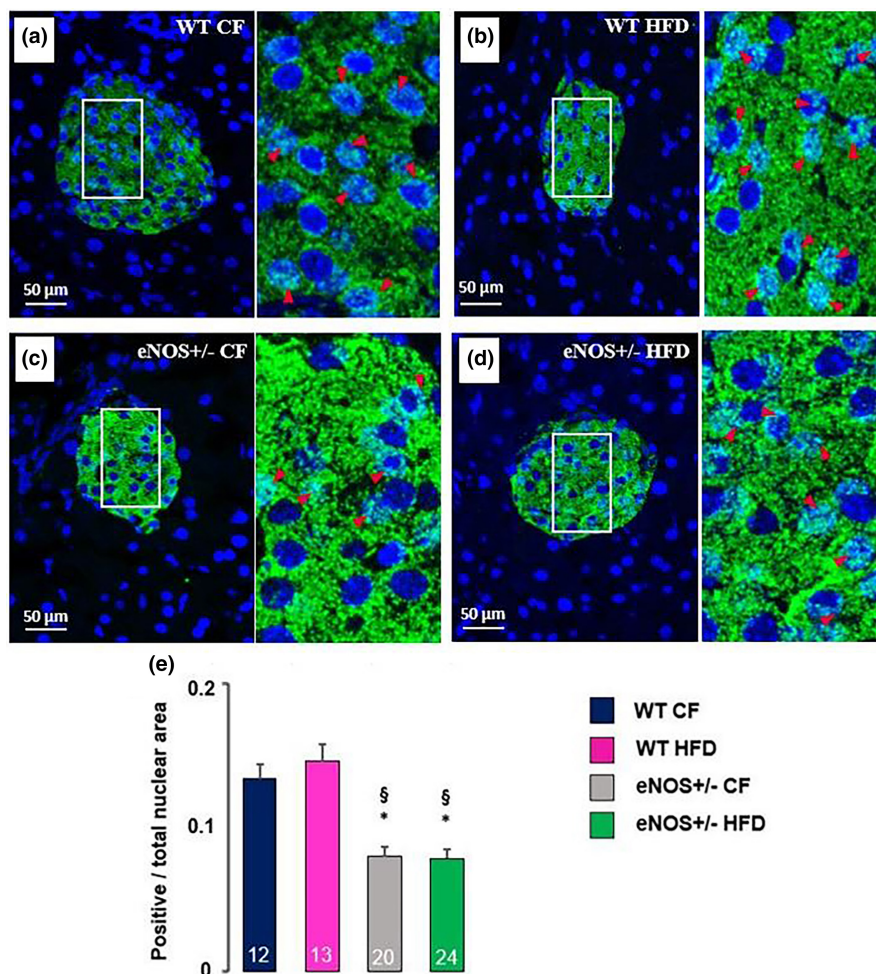 (a)
WT CF
50 µm
(b)
WT HFD
50 µm
(c)
eNOS+/- CF
50 µm
(d)
eNOS+/- HFD
50 µm
(e)
Positive / total nuclear area
0.2
0.1
0
§
*
§
*
12
13
20
24
WT CF
WT HFD
eNOS+/- CF
eNOS+/- HFD